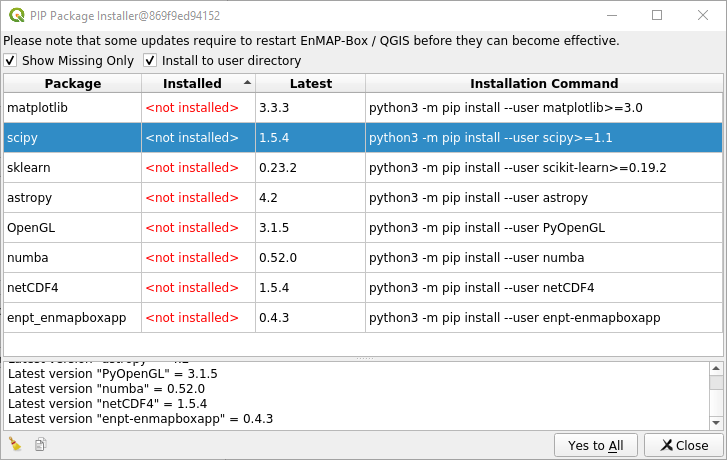 PIP Package Installer@869f9ed94152
Please note that some updates require to restart EnMAP-Box / QGIS before they can become effective.
Show Missing Only Install to user directory
Package Installed Latest Installation Command
matplotlib <not installed> 3.3.3 python3 -m pip install --user matplotlib>=3.0
scipy <not installed> 1.5.4 python3 -m pip install --user scipy>=1.1
sklearn <not installed> 0.23.2 python3 -m pip install --user scikit-learn>=0.19.2
astropy <not installed> 4.2 python3 -m pip install --user astropy
OpenGL <not installed> 3.1.5 python3 -m pip install --user PyOpenGL
numba <not installed> 0.52.0 python3 -m pip install --user numba
netCDF4 <not installed> 1.5.4 python3 -m pip install --user netCDF4
enpt_enmapboxapp <not installed> 0.4.3 python3 -m pip install --user enpt-enmapboxapp
Latest version "astropy" = 4.2
Latest version "PyOpenGL" = 3.1.5
Latest version "numba" = 0.52.0
Latest version "netCDF4" = 1.5.4
Latest version "enpt-enmapboxapp" = 0.4.3
Yes to All Close